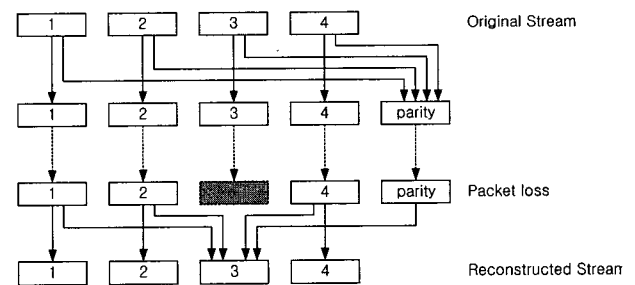 1 2 3 4 Original Stream
1 2 3 4 parity
1 2 4 parity Packet loss
1 2 3 4 Reconstructed Stream